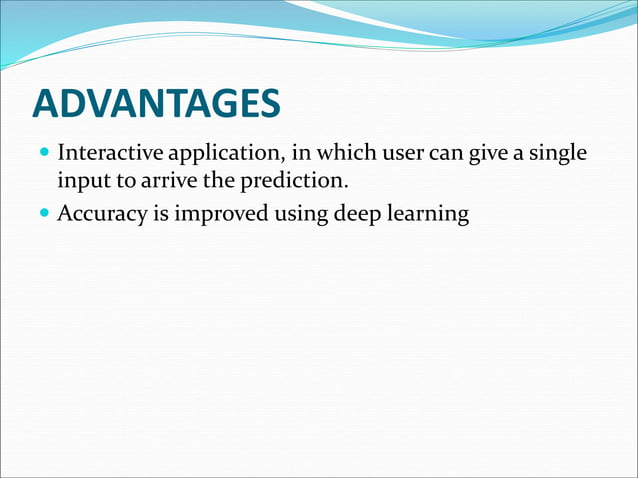 ADVANTAGES
Interactive application, in which user can give a single
input to arrive the prediction.
Accuracy is improved using deep learning